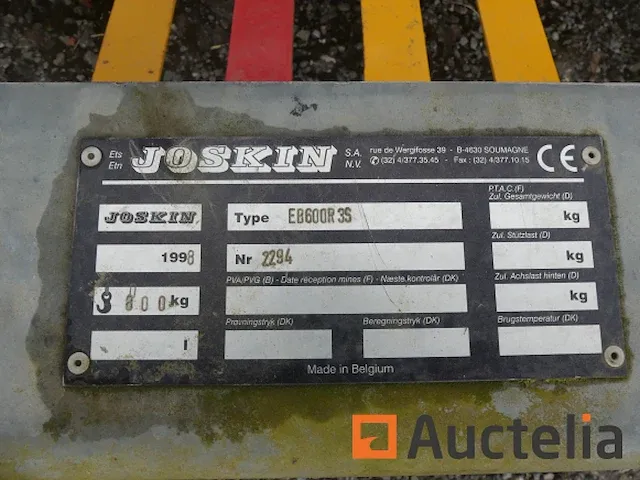 Ets
Etn
JOSKIN
S.A.
N.V.
rue de Wergifosse 39 - B-4630 SOUMAGNE
(32) 4/377.35.45 - Fax : (32) 4/377.10.15
CE
JOSKIN
Type EB600R3S
P.T.A.C.(F)
Zul. Gesamtgewicht (D)
kg
1998
Nr 2294
Zul. Stützlast (D)
kg
800 kg
PVA/PVG (B) - Date reception mines (F) - Næste.kontrolår (DK)
Zul. Achslast hinten (D)
kg
l
Prøvningstryk (DK)
Beregningstryk (DK)
Brugstemperatur (DK)
Made in Belgium
Auctelia